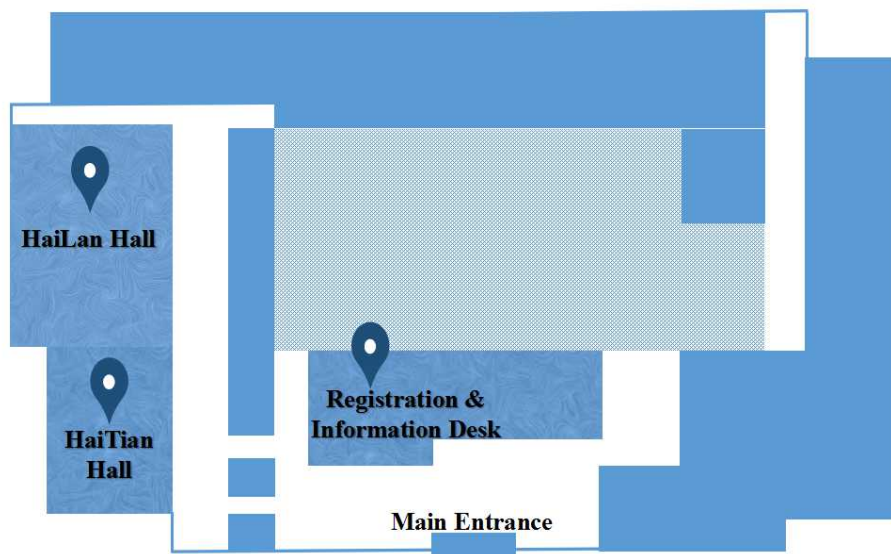 HaiLan Hall
HaiTian
Hall
Registration &
Information Desk
Main Entrance